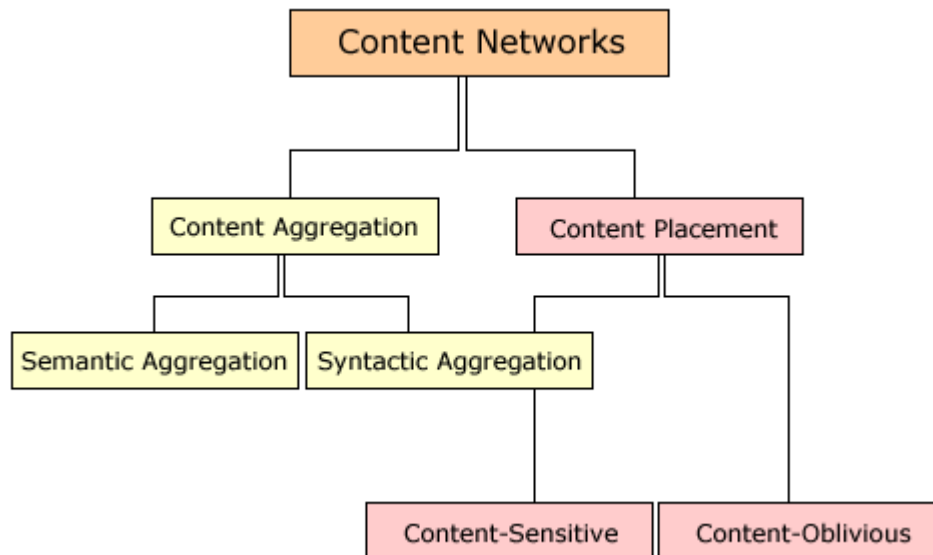 Content Networks
Content Aggregation
Content Placement
Semantic Aggregation
Syntactic Aggregation
Content-Sensitive
Content-Oblivious